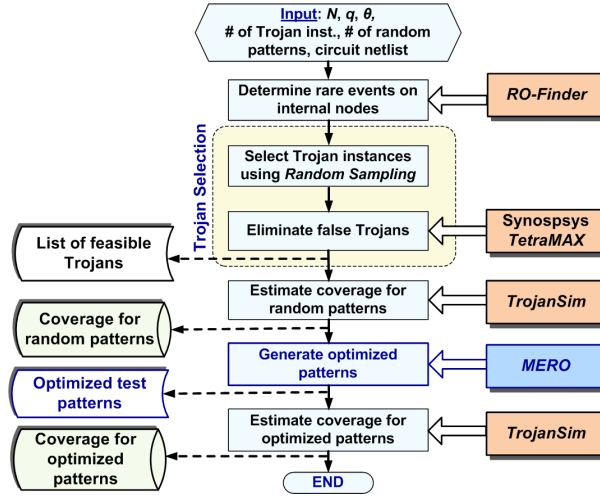 Input: N, q, θ,
# of Trojan inst., # of random
patterns, circuit netlist
Determine rare events on
internal nodes
RO-Finder
Trojan Selection
Select Trojan instances
using Random Sampling
Eliminate false Trojans
Synospsys
TetraMAX
List of feasible
Trojans
Estimate coverage for
random patterns
TrojanSim
Coverage for
random patterns
Generate optimized
patterns
MERO
Optimized test
patterns
Estimate coverage for
optimized patterns
TrojanSim
Coverage for
optimized
patterns
END